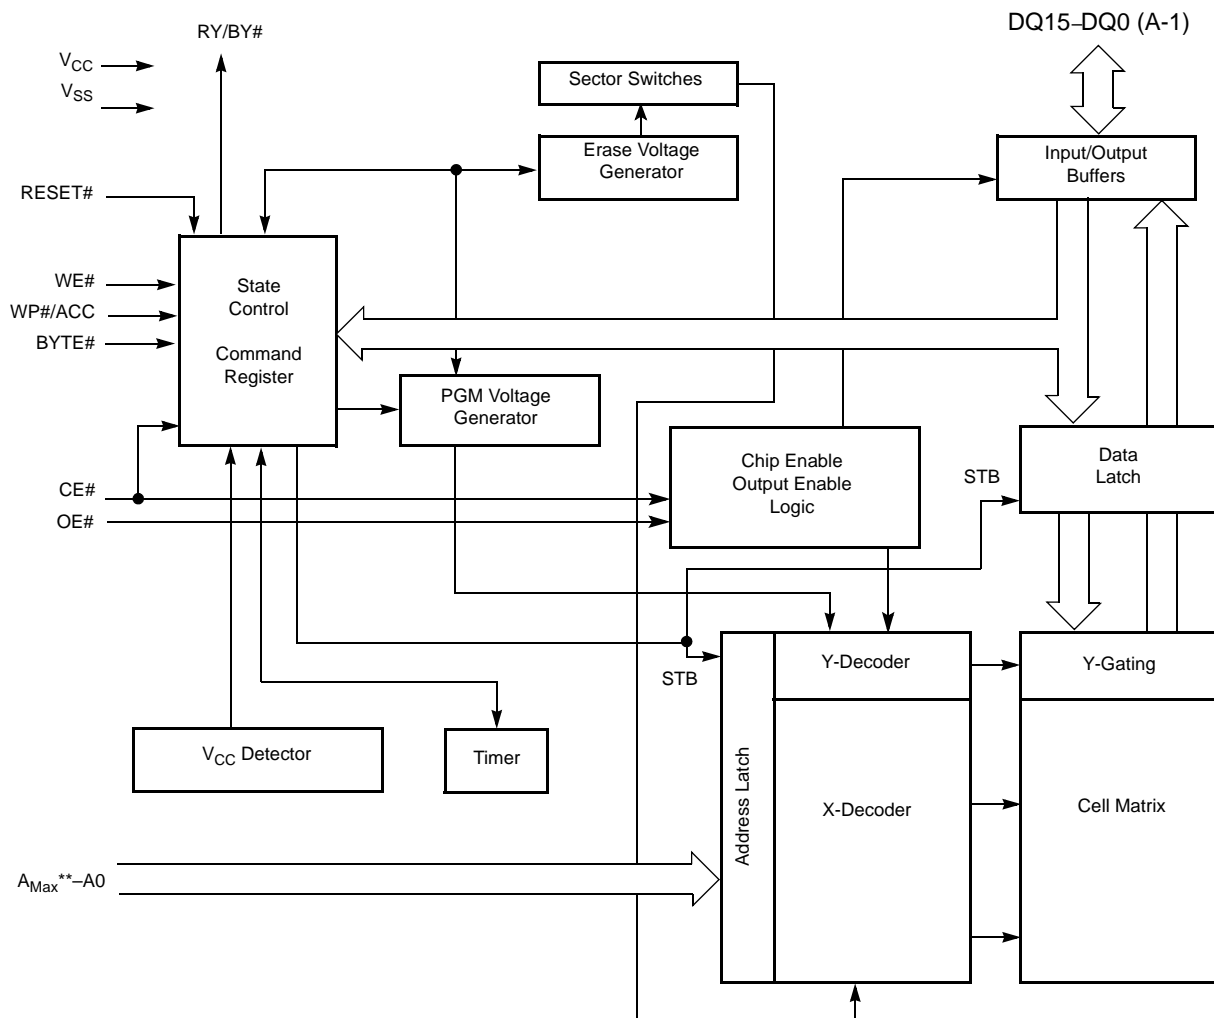 RY/BY#
DQ15–DQ0 (A-1)
VCC
VSS
Sector Switches
Erase Voltage
Generator
Input/Output
Buffers
RESET#
WE#
WP#/ACC
BYTE#
State
Control
Command
Register
PGM Voltage
Generator
Chip Enable
Output Enable
Logic
Data
Latch
STB
CE#
OE#
STB
Y-Decoder
Y-Gating
VCC Detector
Timer
Address Latch
X-Decoder
Cell Matrix
AMax**–A0